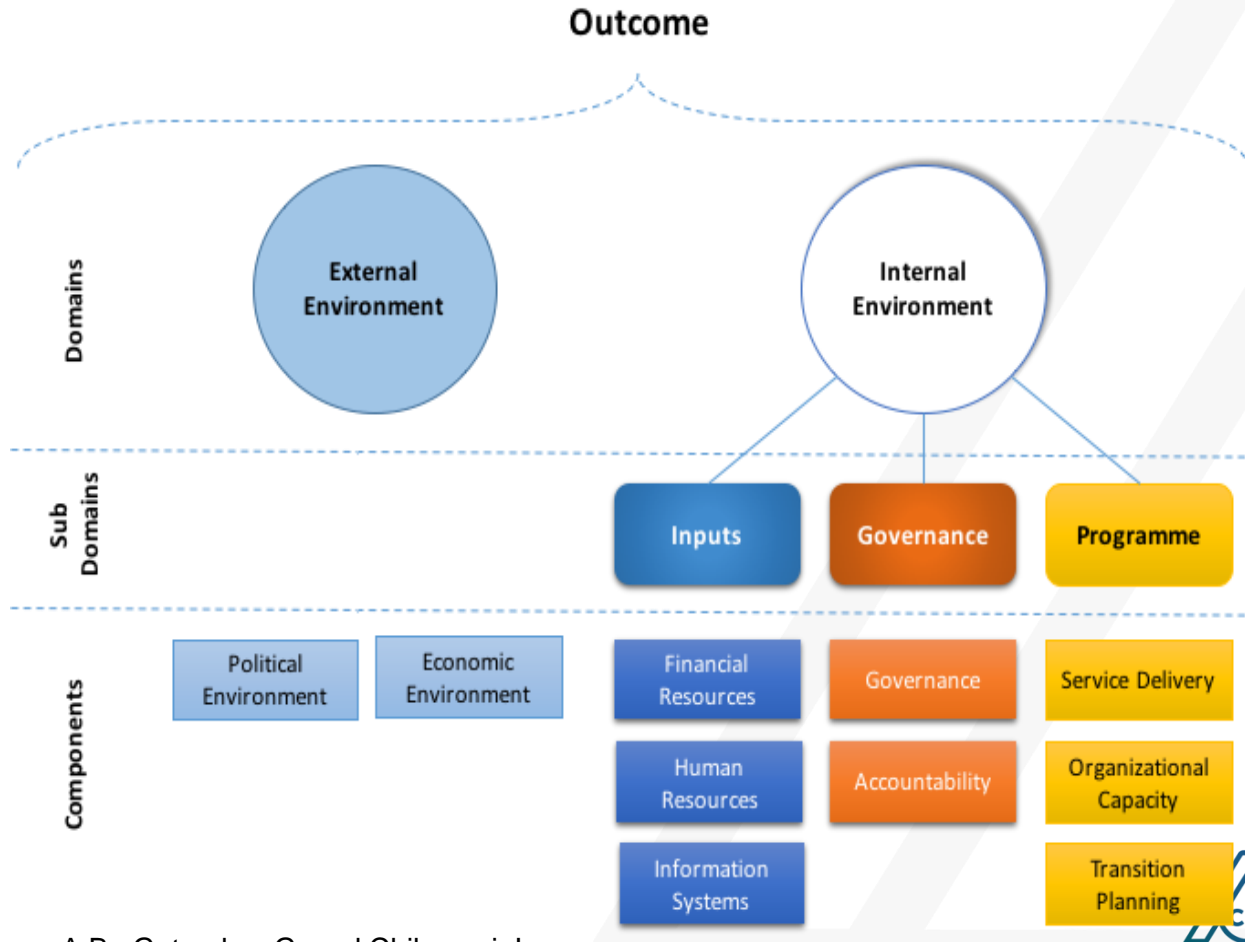 Outcome
Domains
External
Environment
Internal
Environment
Sub
Domains
Inputs
Governance
Programme
Components
Political
Environment
Economic
Environment
Financial
Resources
Governance
Service Delivery
Human
Resources
Accountability
Organizational
Capacity
Information
Systems
Transition
Planning
C